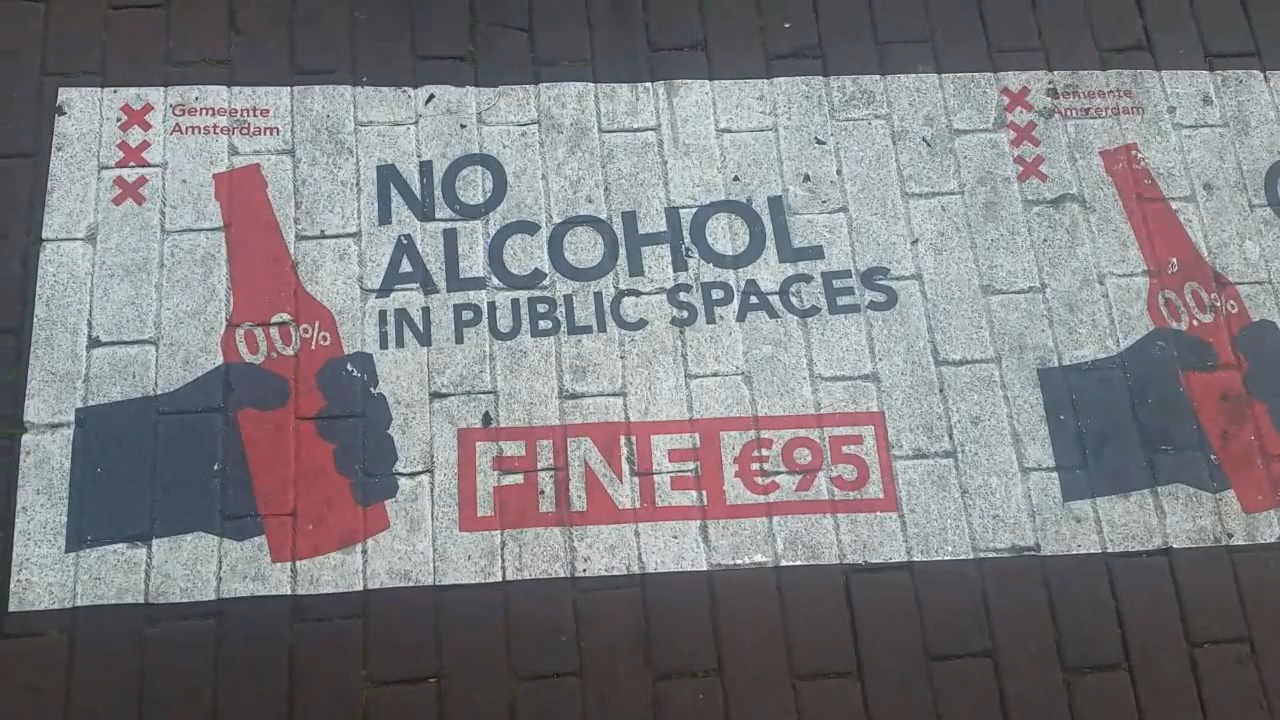 Gemeente
Amsterdam
NO
ALCOHOL
IN PUBLIC SPACES
0.0%
FINE €95
Gemeente
Amsterdam
0.0%